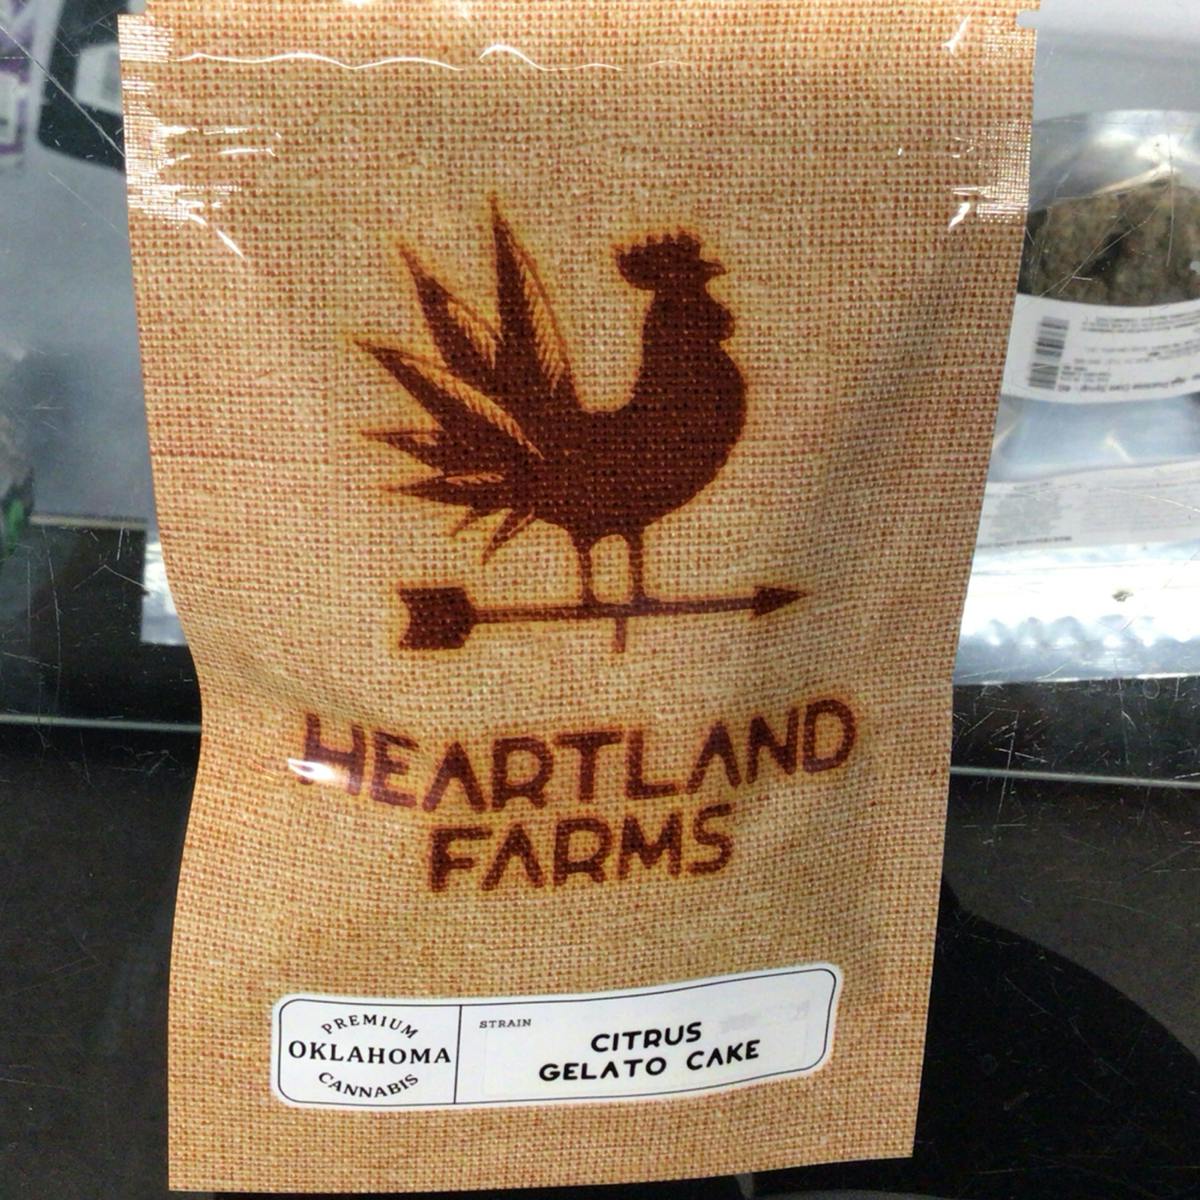 HEARTLAND
FARMS
PREMIUM
OKLAHOMA
CANNABIS
STRAIN
CITRUS
GELATO CAKE